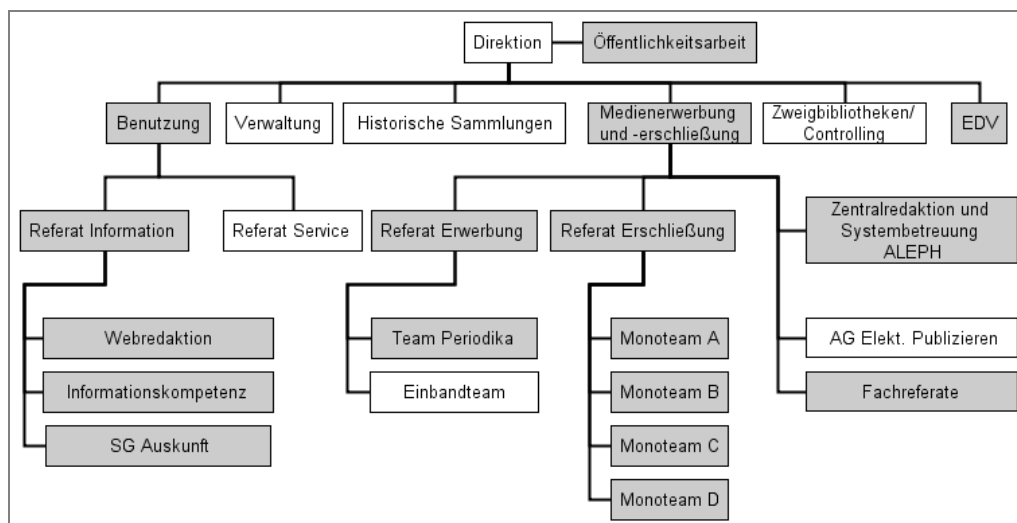 Direktion
Öffentlichkeitsarbeit
Benutzung
Verwaltung
Historische Sammlungen
Medienerwerbung
und -erschließung
Zweigbibliotheken/
Controlling
EDV
Referat Information
Referat Service
Referat Erwerbung
Referat Erschließung
Zentralredaktion und
Systembetreuung
ALEPH
Webredaktion
Informationskompetenz
SG Auskunft
Team Periodika
Einbandteam
Monoteam A
Monoteam B
Monoteam C
Monoteam D
AG Elekt. Publizieren
Fachreferate